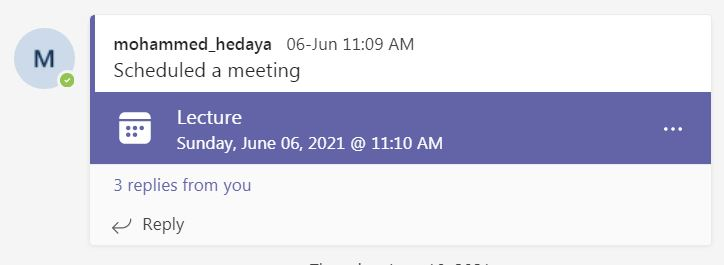 M
mohammed_hedaya 06-Jun 11:09 AM
Scheduled a meeting
Lecture
Sunday, June 06, 2021 @ 11:10 AM
3 replies from you
Reply